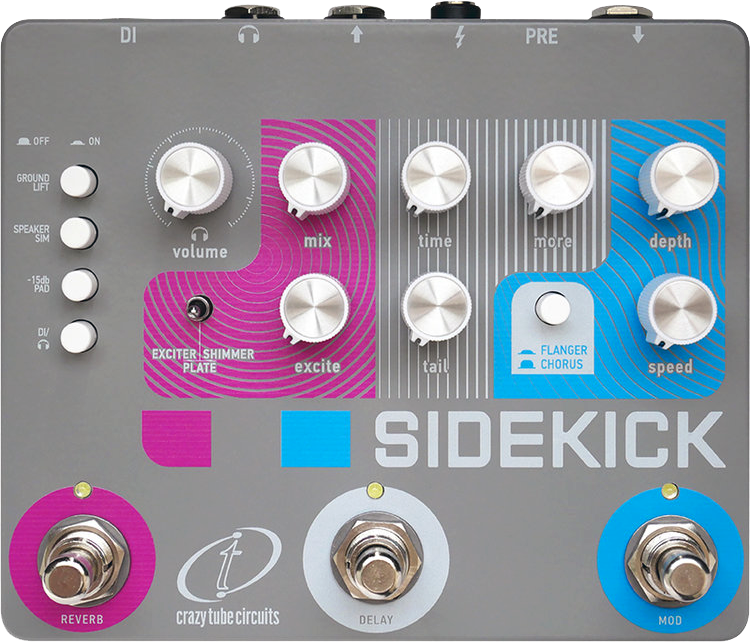 DI
PRE
OFF
ON
GROUND
LIFT
SPEAKER
SIM
-15db
PAD
DI/
volume
mix
time
more
depth
EXCITER SHIMMER
PLATE
excite
tail
FLANGER
CHORUS
speed
SIDEKICK
t
crazy tube circuits
REVERB
DELAY
MOD